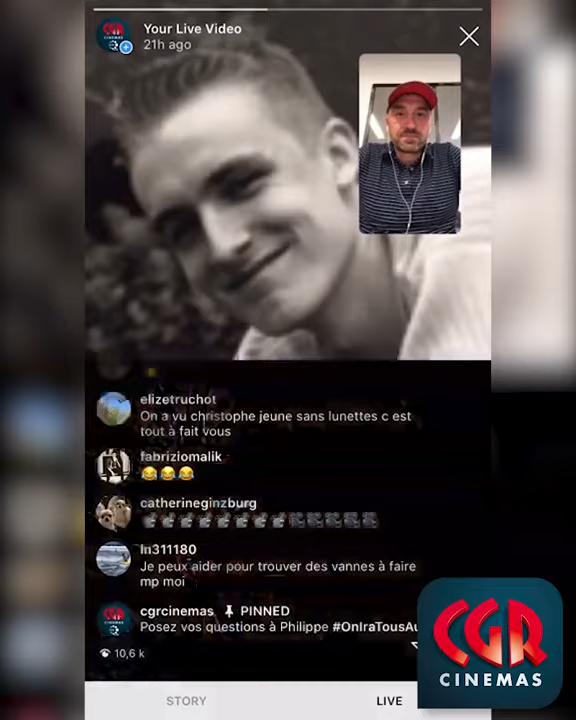 CGR
CINEMAS
Your Live Video
21h ago
elizetruchot
On a vu christophe jeune sans lunettes c est
tout à fait vous
fabriziomalik
😂😂😂
catherineginzburg
ln311180
Je peux aider pour trouver des vannes à faire
mp moi
cgrcinemas PINNED
Posez vos questions à Philippe #OnIraTousAu
10,6 k
CGR
CINEMAS
STORY
LIVE